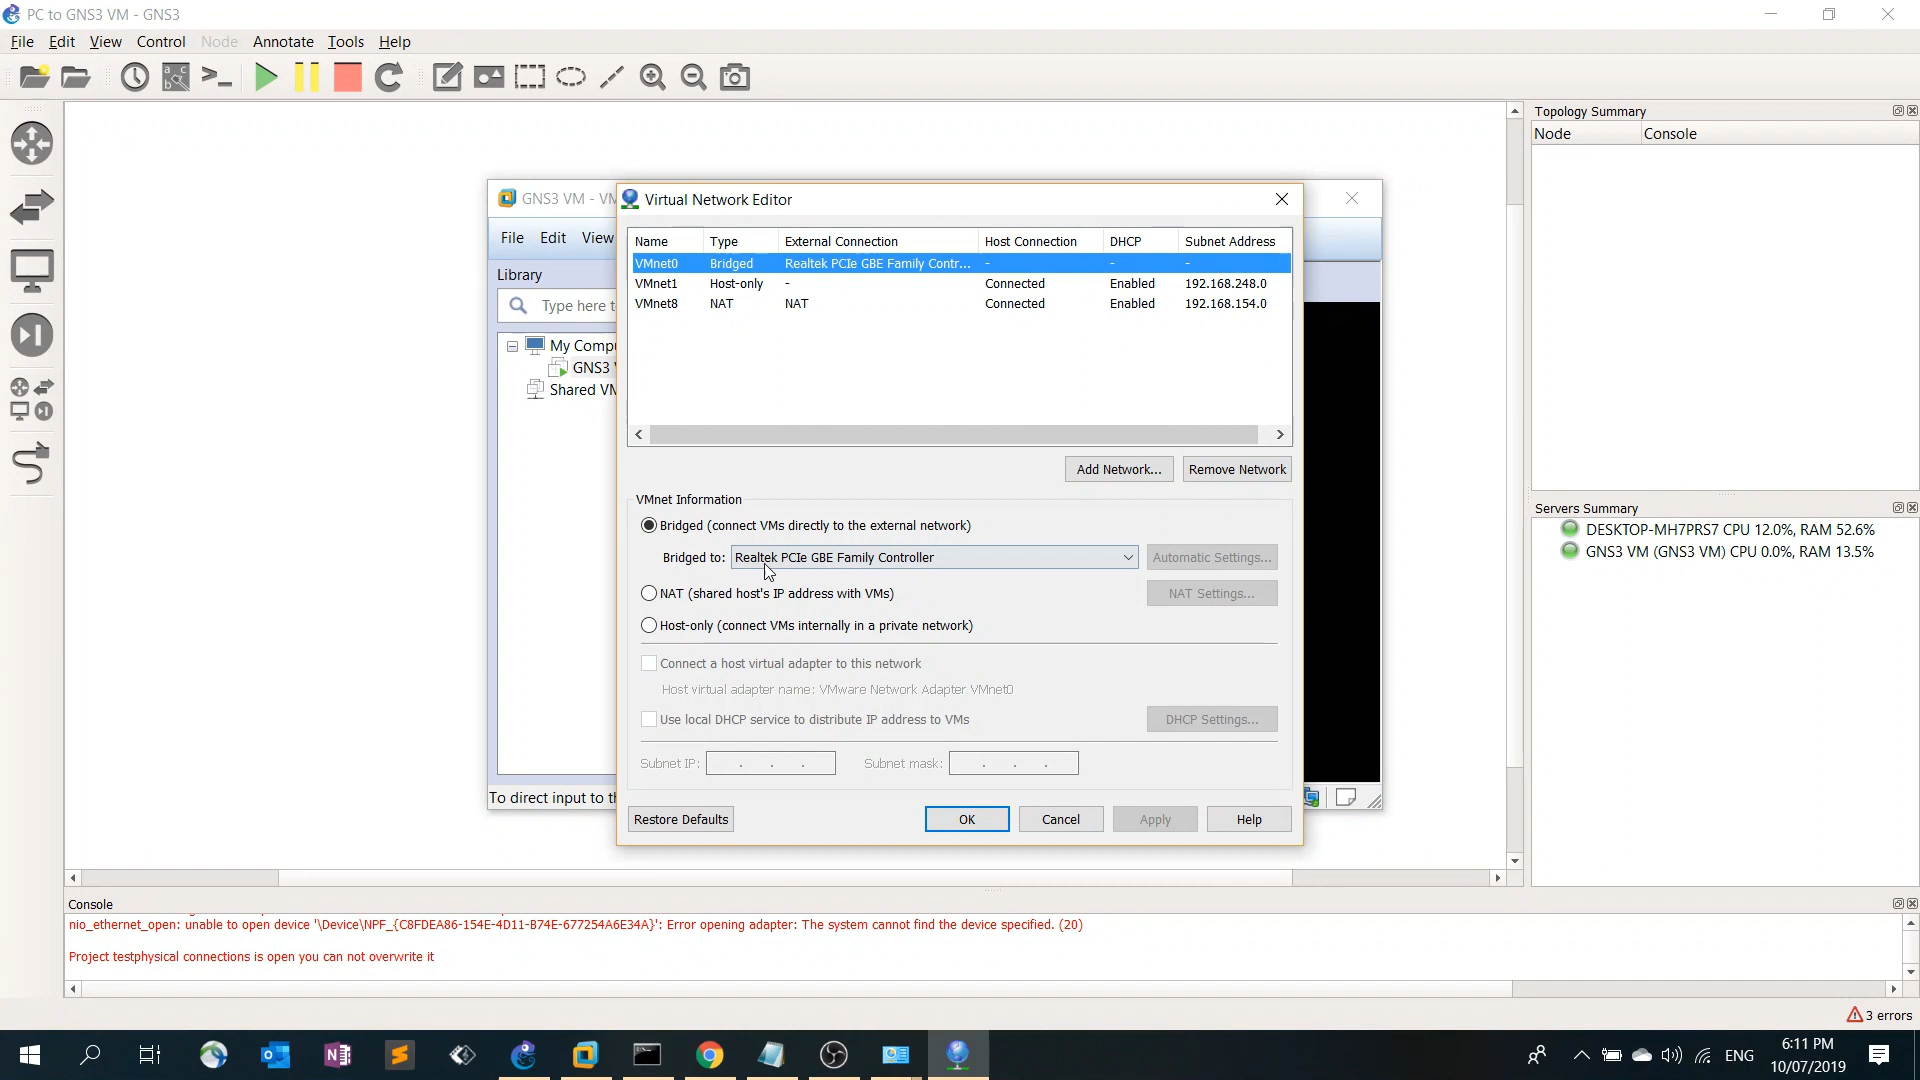 PC to GNS3 VM - GNS3
File Edit View Control Node Annotate Tools Help
Topology Summary
Node Console
GNS3 VM - VM
File Edit View
Library
Type here t
My Compu
GNS3
Shared VM
To direct input to th
Virtual Network Editor
Name Type External Connection Host Connection DHCP Subnet Address
VMnet0 Bridged Realtek PCIe GBE Family Contr... - - -
VMnet1 Host-only - Connected Enabled 192.168.248.0
VMnet8 NAT NAT Connected Enabled 192.168.154.0
Add Network... Remove Network
VMnet Information
Bridged (connect VMs directly to the external network)
Bridged to: Realtek PCIe GBE Family Controller Automatic Settings...
NAT (shared host's IP address with VMs) NAT Settings...
Host-only (connect VMs internally in a private network)
Connect a host virtual adapter to this network
Host virtual adapter name: VMware Network Adapter VMnet0
Use local DHCP service to distribute IP address to VMs DHCP Settings...
Subnet IP: . . . Subnet mask: . . .
Restore Defaults OK Cancel Apply Help
Servers Summary
DESKTOP-MH7PRS7 CPU 12.0%, RAM 52.6%
GNS3 VM (GNS3 VM) CPU 0.0%, RAM 13.5%
Console
nio_ethernet_open: unable to open device '\Device\NPF_{C8FDEA86-154E-4D11-B74E-677254A6E34A}': Error opening adapter: The system cannot find the device specified. (20)
Project testphysical connections is open you can not overwrite it
3 errors
ENG
6:11 PM
10/07/2019